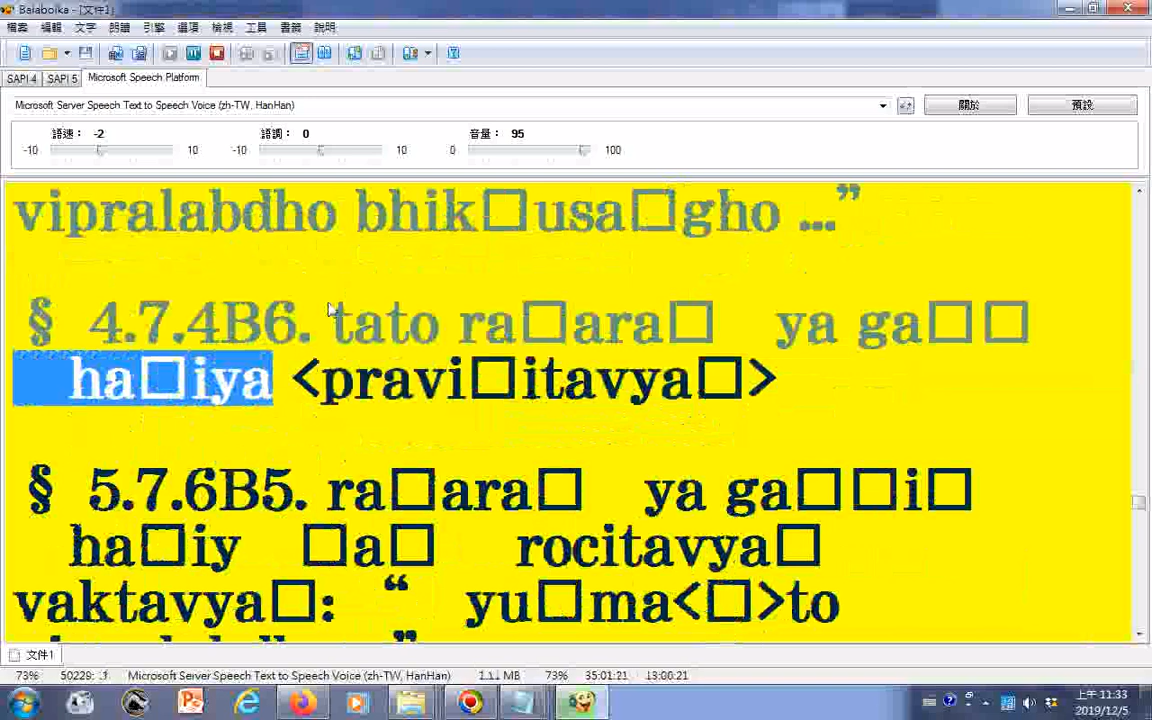 Balabolka - [文件1]
檔案 編輯 文字 朗讀 引擎 選項 檢視 工具 書籤 說明
SAPI 4 SAPI 5 Microsoft Speech Platform
Microsoft Server Speech Text to Speech Voice (zh-TW, HanHan) 關於 預設
語速： -2 語調： 0 音量： 95
-10 10 -10 10 0 100
vipralabdho bhik□usa□gho ...”
§ 4.7.4B6. tato ra□ara□ ya ga□□
ha□iya <pravi□itavya□>
§ 5.7.6B5. ra□ara□ ya ga□□i□
ha□iy □a□ rocitavya□
vaktavya□: “ yu□ma<□>to
文件1
73% 50229: 1 Microsoft Server Speech Text to Speech Voice (zh-TW, HanHan) 1.11 MB 73% 35:01:21 13:00:21
上午 11:33
2019/12/5